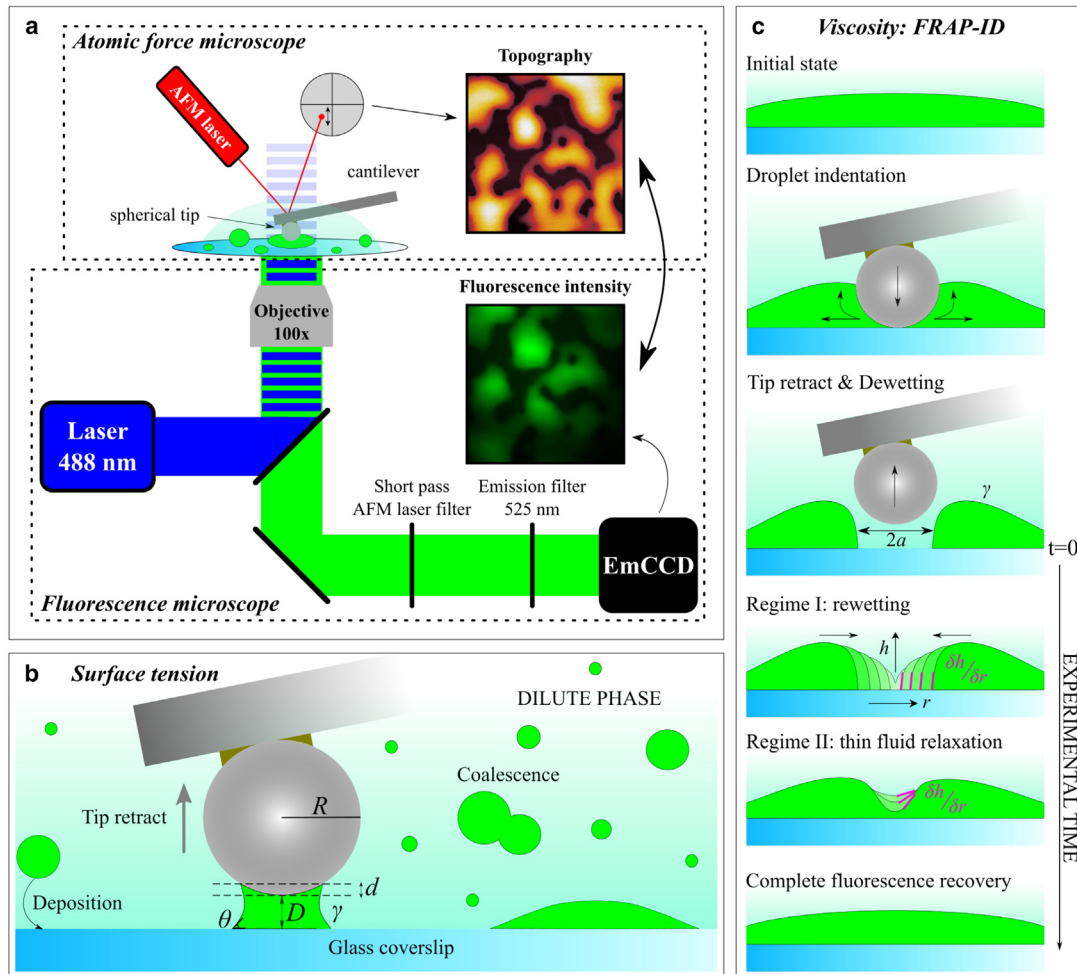 a
Atomic force microscope
AFM laser
cantilever
spherical tip
Topography
Fluorescence intensity
Objective
100x
Laser
488 nm
Short pass
AFM laser filter
Emission filter
525 nm
EmCCD
Fluorescence microscope
b
Surface tension
DILUTE PHASE
Coalescence
Tip retract
R
d
D
θ
γ
Deposition
Glass coverslip
c
Viscosity: FRAP-ID
Initial state
Droplet indentation
Tip retract & Dewetting
γ
2a
t=0
Regime I: rewetting
h
δh/δr
r
Regime II: thin fluid relaxation
δh/δr
Complete fluorescence recovery
EXPERIMENTAL TIME